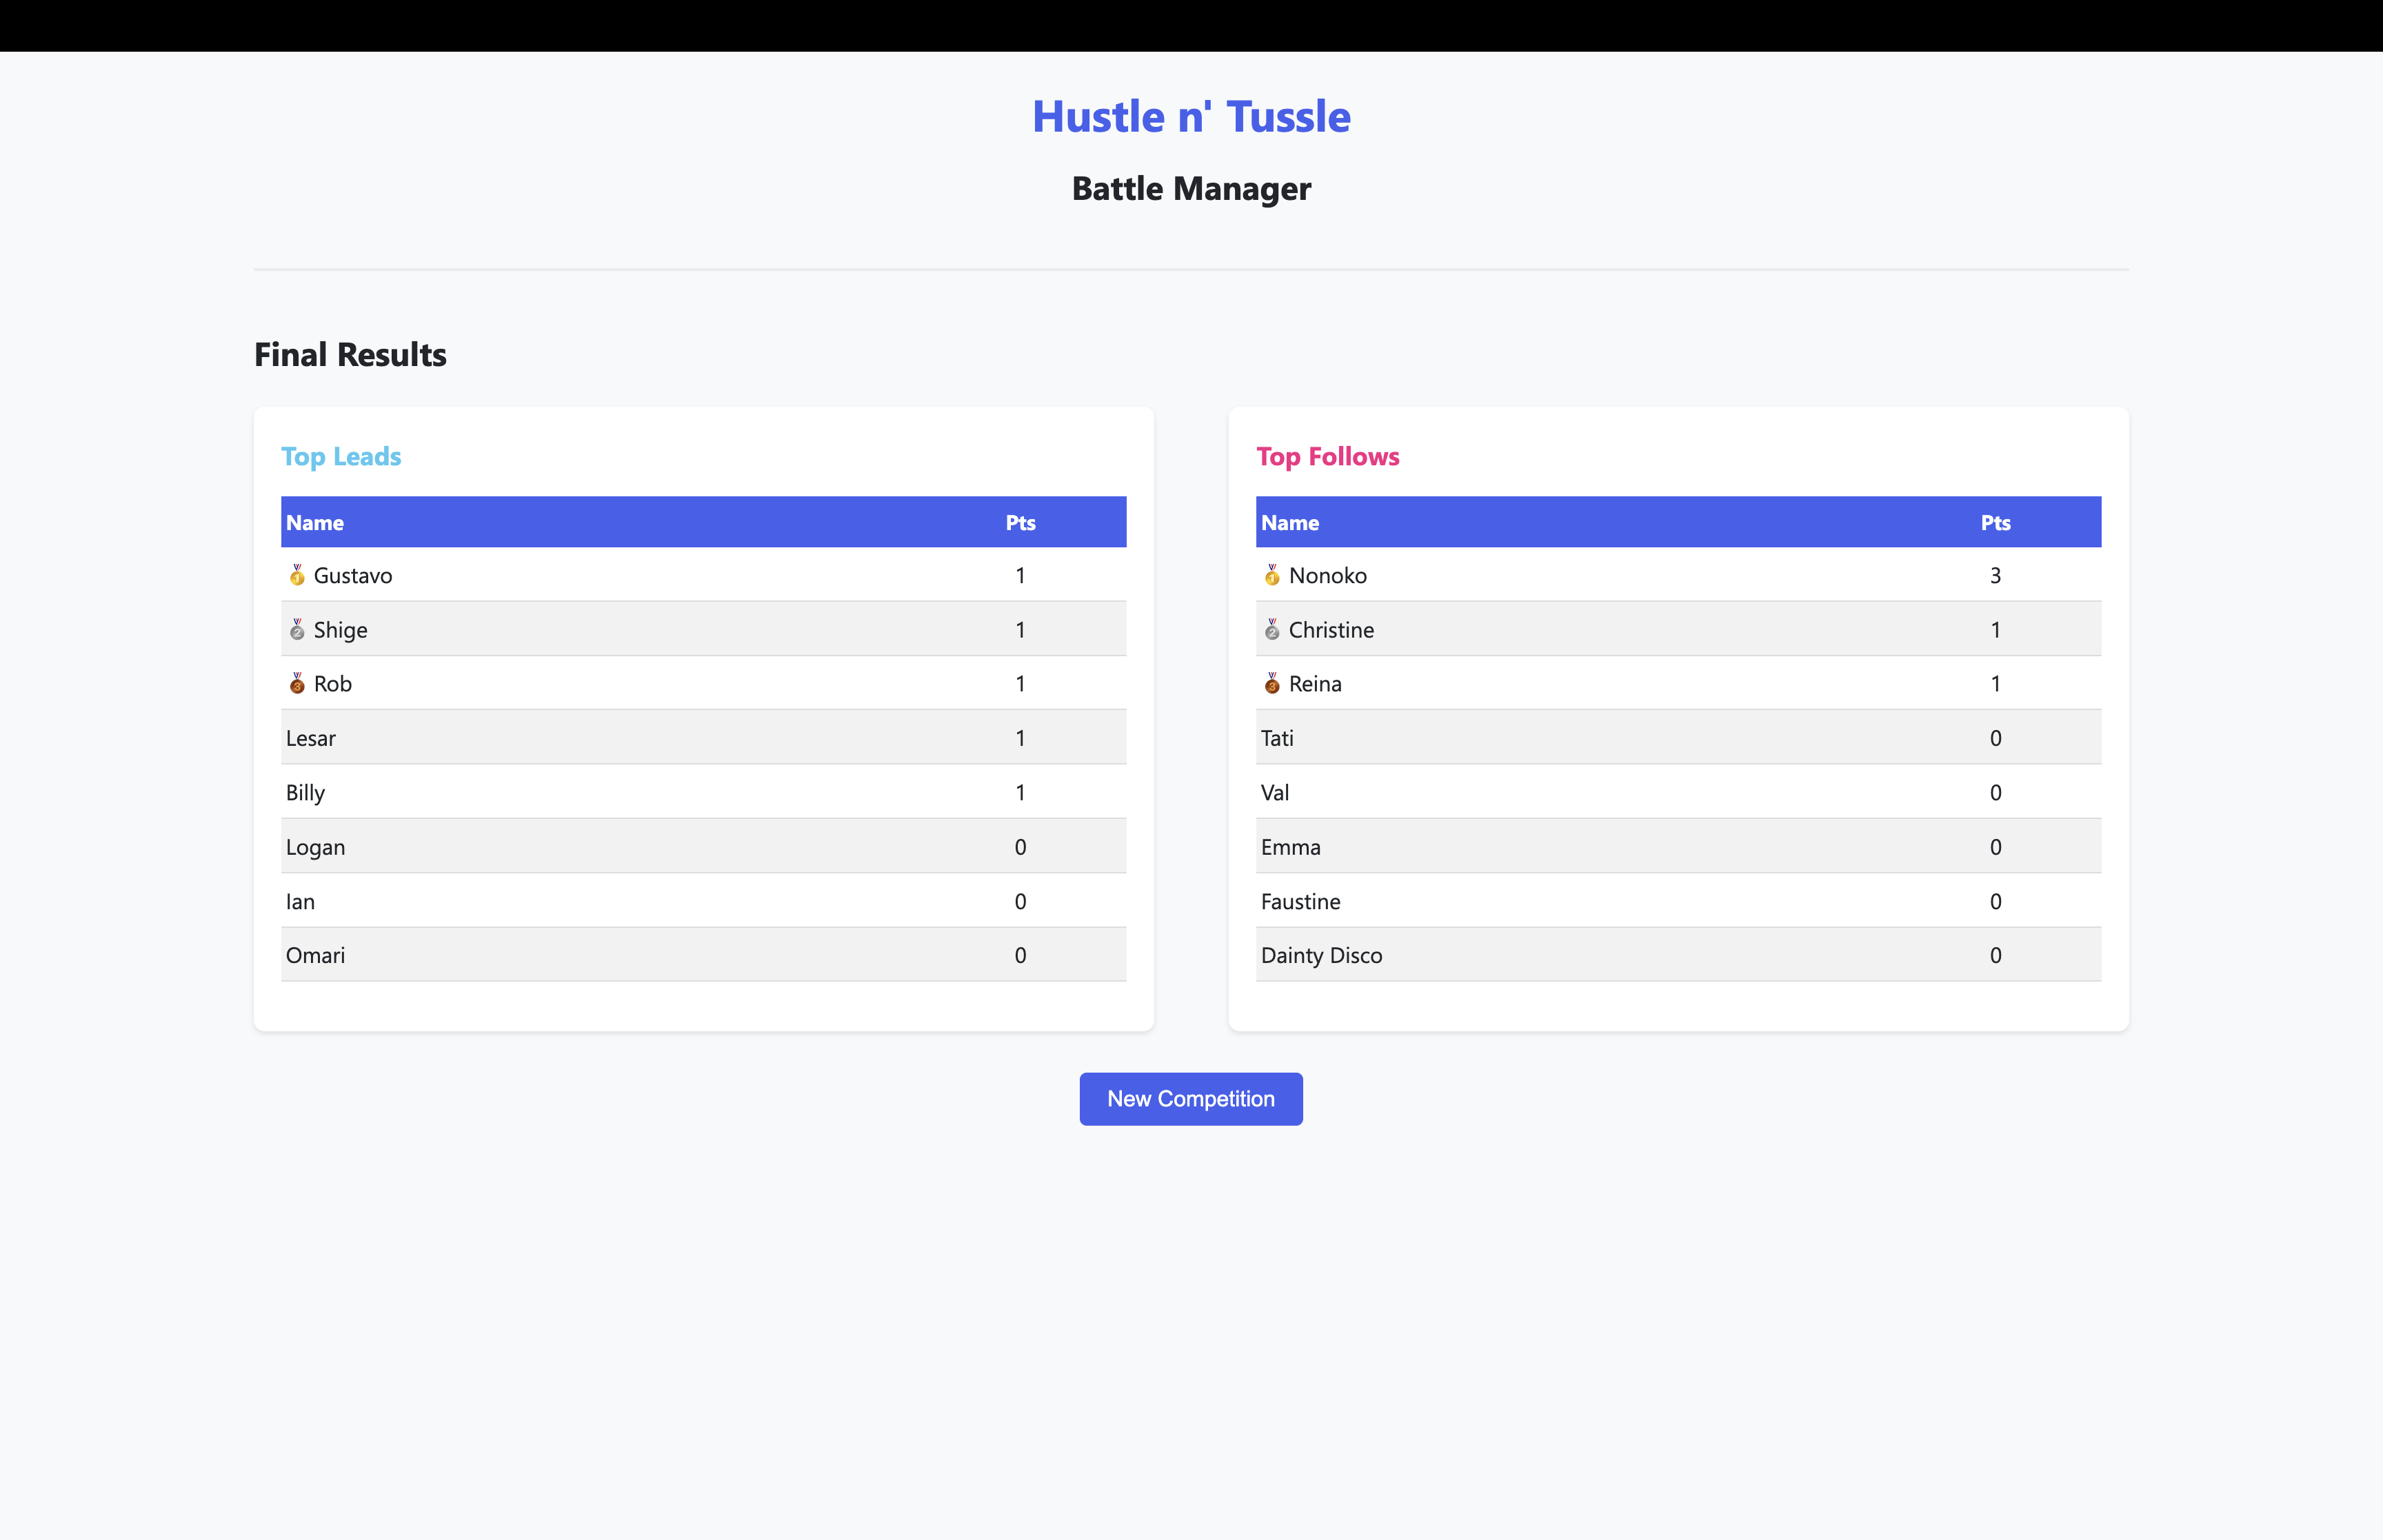 Hustle n' Tussle
Battle Manager
Final Results
Top Leads
Name Pts
🥇 Gustavo 1
🥈 Shige 1
🥉 Rob 1
Lesar 1
Billy 1
Logan 0
Ian 0
Omari 0
Top Follows
Name Pts
🥇 Nonoko 3
🥈 Christine 1
🥉 Reina 1
Tati 0
Val 0
Emma 0
Faustine 0
Dainty Disco 0
New Competition